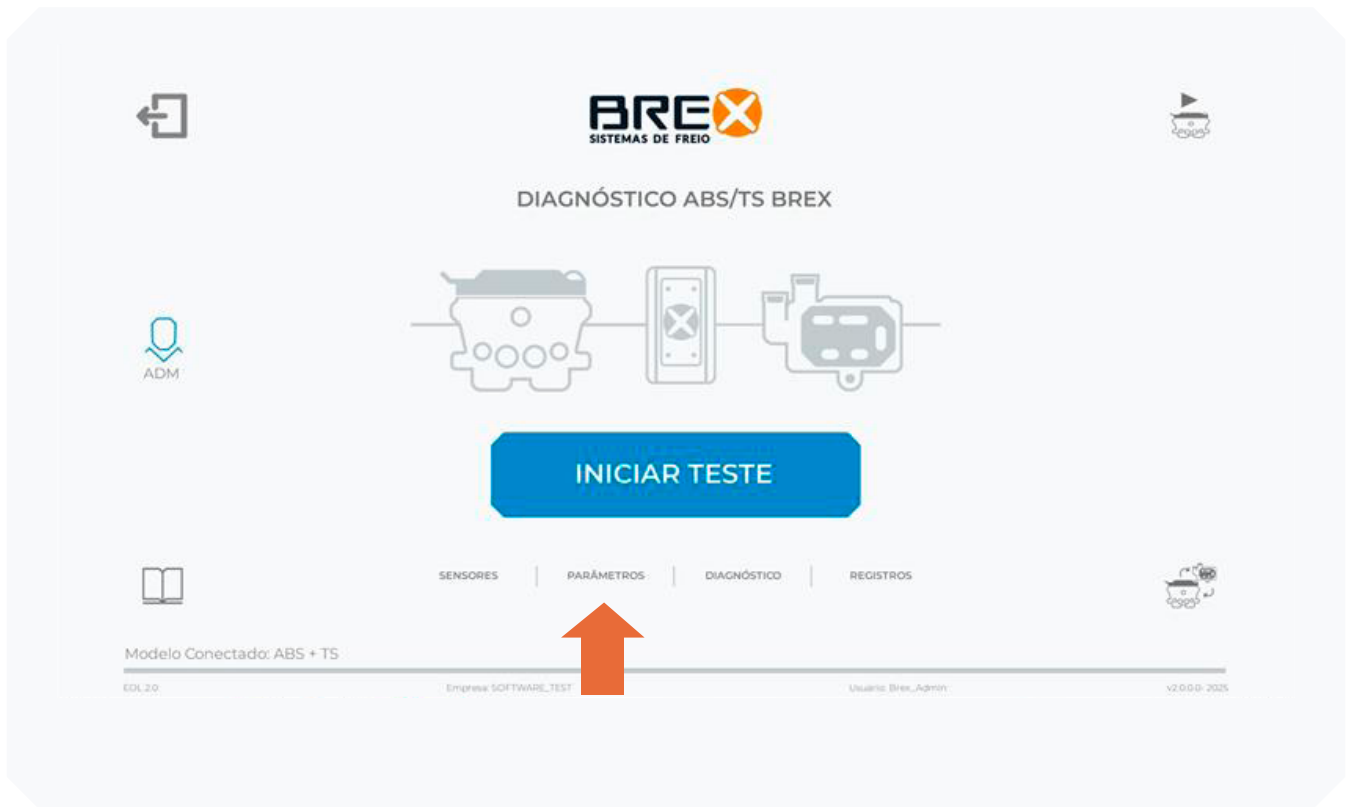 BREX
SISTEMAS DE FREIO
DIAGNÓSTICO ABS/TS BREX
ADM
INICIAR TESTE
SENSORES
PARÂMETROS
DIAGNÓSTICO
REGISTROS
Modelo Conectado: ABS + TS
EOL 2.0
Empresa: SOFTWARE_TEST
Usuário: Brex_Admin
v2.0.0.0- 2025